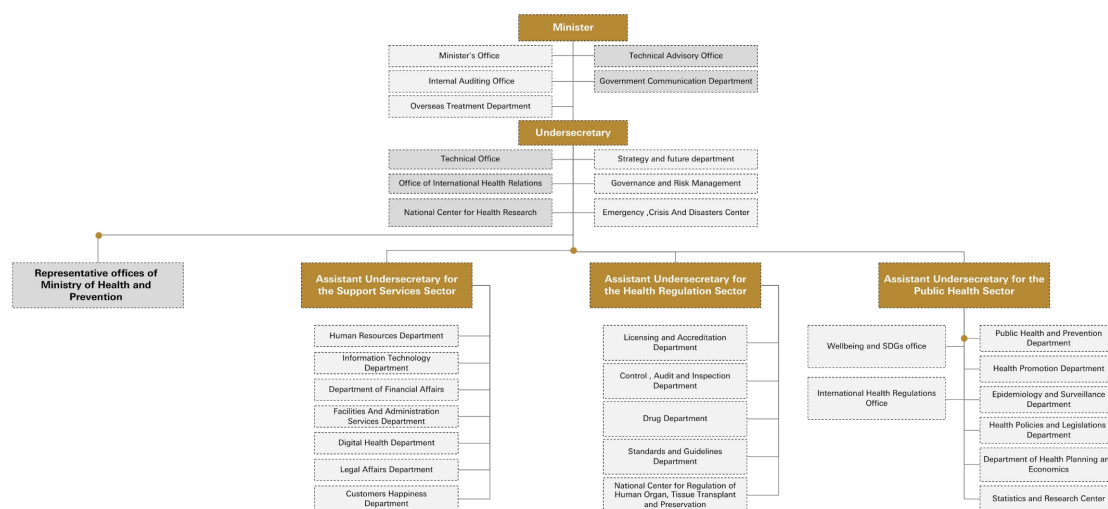 Minister
Minister's Office
Technical Advisory Office
Internal Auditing Office
Government Communication Department
Overseas Treatment Department
Undersecretary
Technical Office
Strategy and future department
Office of International Health Relations
Governance and Risk Management
National Center for Health Research
Emergency ,Crisis And Disasters Center
Representative offices of
Ministry of Health and
Prevention
Assistant Undersecretary for
the Support Services Sector
Human Resources Department
Information Technology
Department
Department of Financial Affairs
Facilities And Administration
Services Department
Digital Health Department
Legal Affairs Department
Customers Happiness
Department
Assistant Undersecretary for
the Health Regulation Sector
Licensing and Accreditation
Department
Control , Audit and Inspection
Department
Drug Department
Standards and Guidelines
Department
National Center for Regulation of
Human Organ, Tissue Transplant
and Preservation
Assistant Undersecretary for the
Public Health Sector
Wellbeing and SDGs office
International Health Regulations
Office
Public Health and Prevention
Department
Health Promotion Department
Epidemiology and Surveillance
Department
Health Policies and Legislations
Department
Department of Health Planning an
Economics
Statistics and Research Center